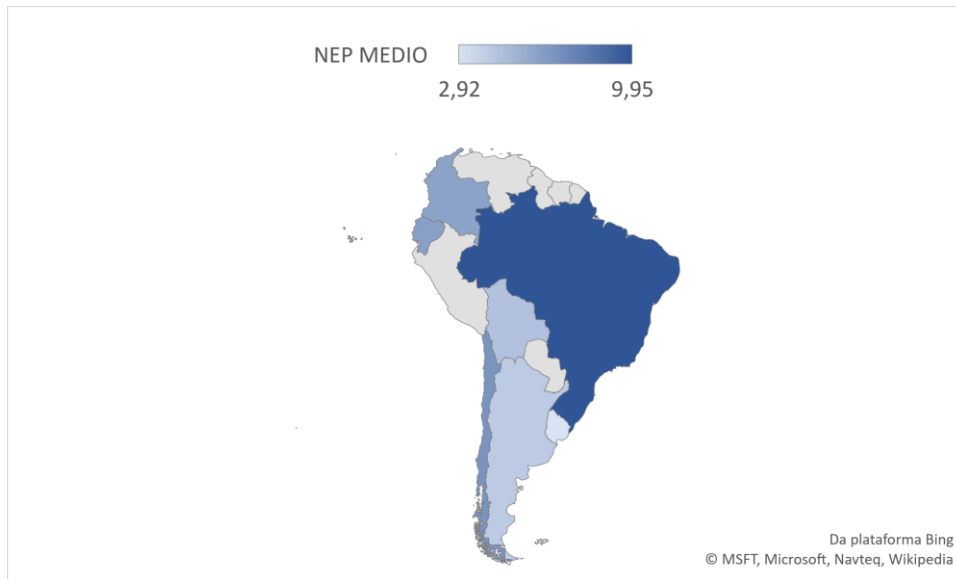 NEP MEDIO
2,92 9,95
Da plataforma Bing
© MSFT, Microsoft, Navteq, Wikipedia